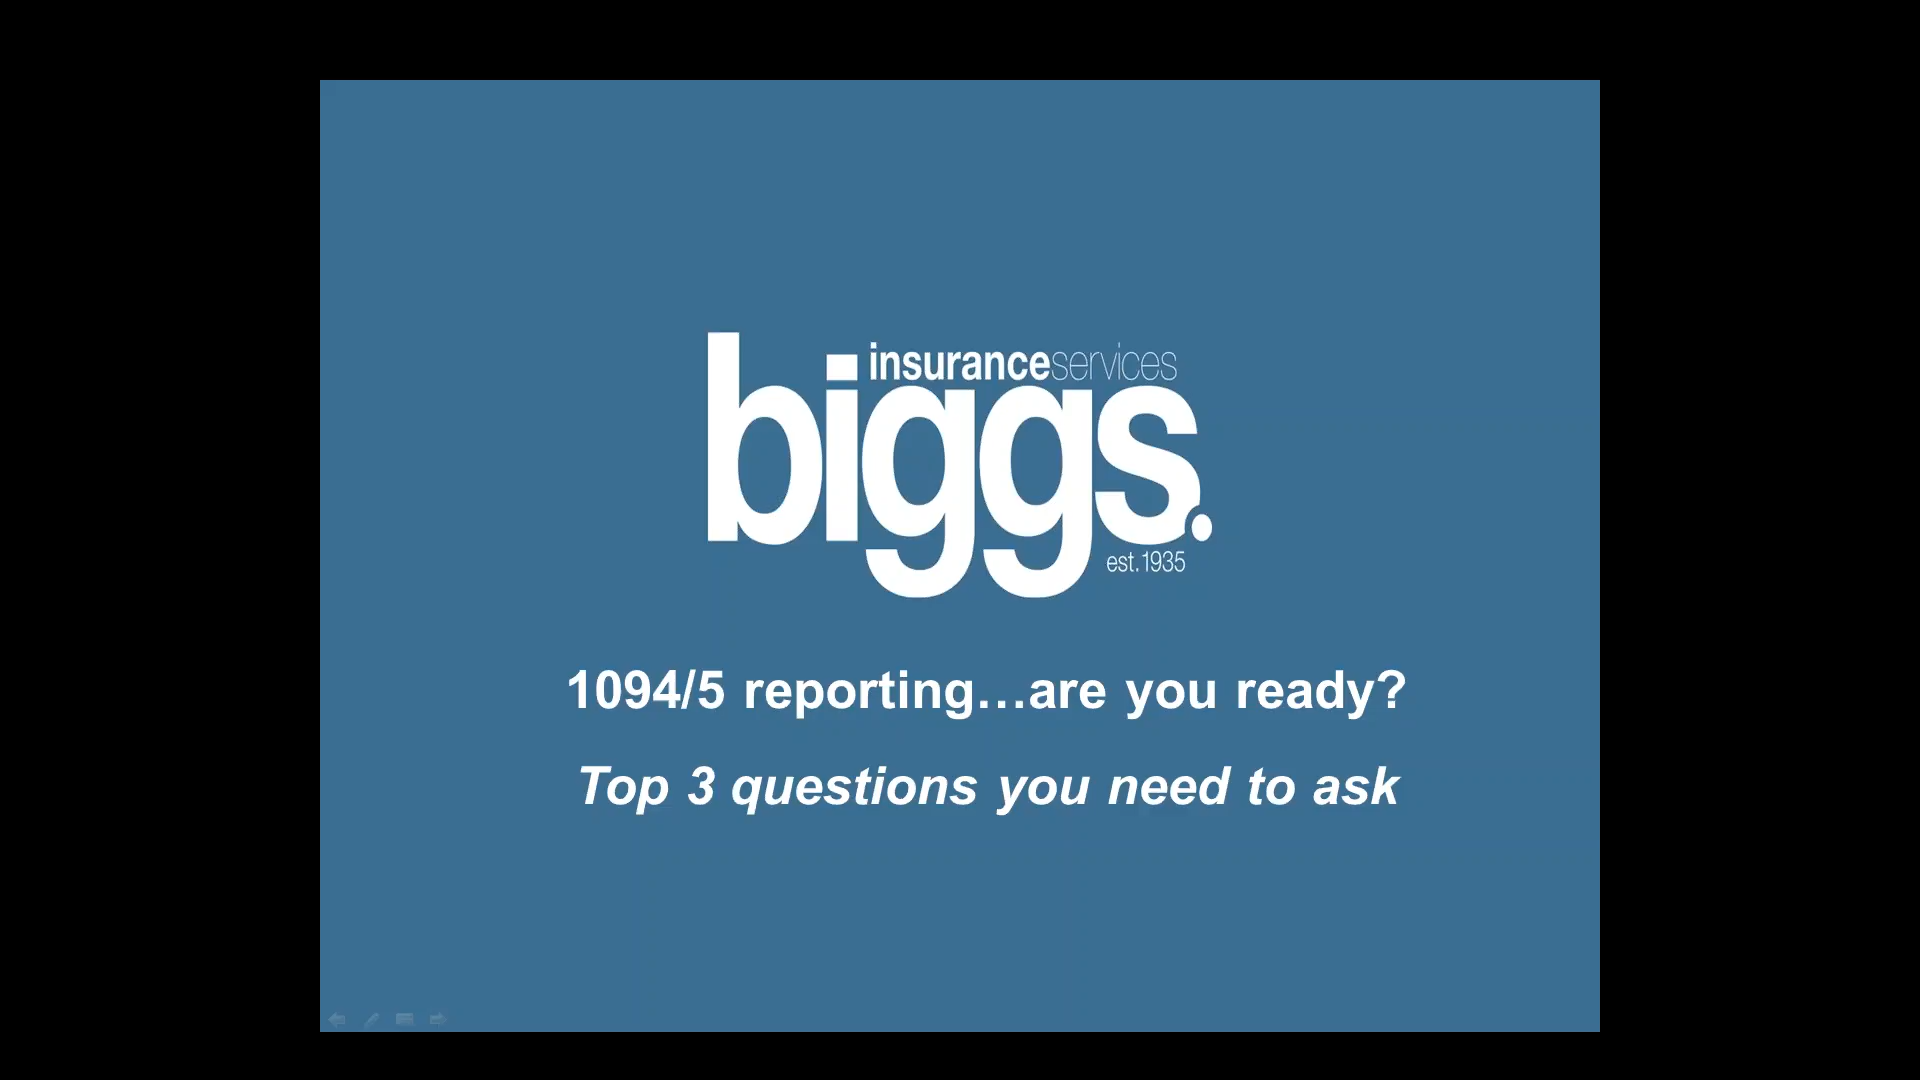 insuranceservices
biggs.
est.1935
1094/5 reporting…are you ready?
Top 3 questions you need to ask